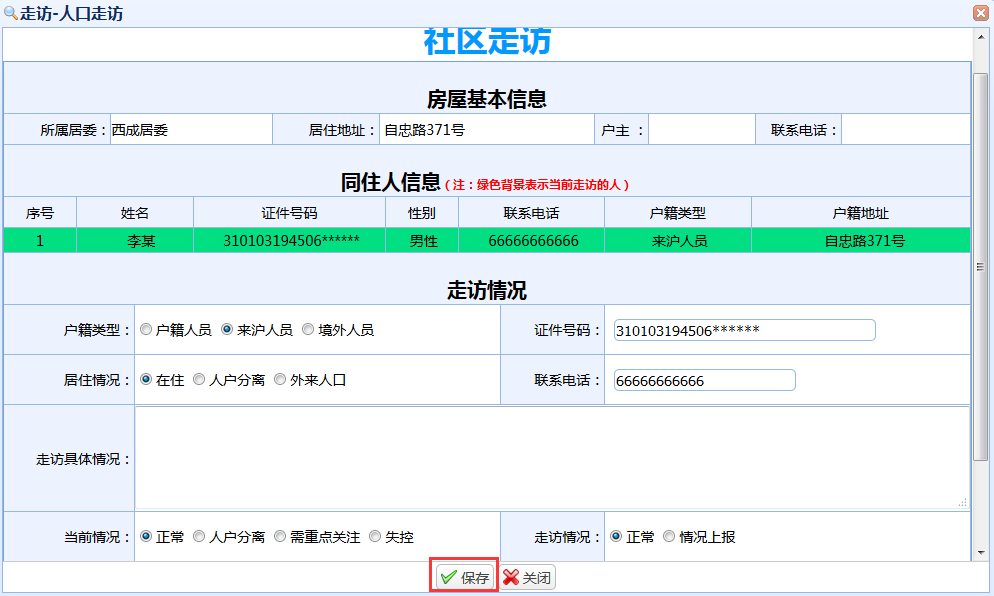 走访-人口走访
社区走访
房屋基本信息
所属居委： 西成居委 居住地址： 自忠路371号 户主 ： 联系电话：
同住人信息（注：绿色背景表示当前走访的人）
序号 姓名 证件号码 性别 联系电话 户籍类型 户籍地址
1 李某 310103194506****** 男性 66666666666 来沪人员 自忠路371号
走访情况
户籍类型： 户籍人员 来沪人员 境外人员 证件号码： 310103194506******
居住情况： 在住 人户分离 外来人口 联系电话： 66666666666
走访具体情况：
当前情况： 正常 人户分离 需重点关注 失控 走访情况： 正常 情况上报
保存 关闭